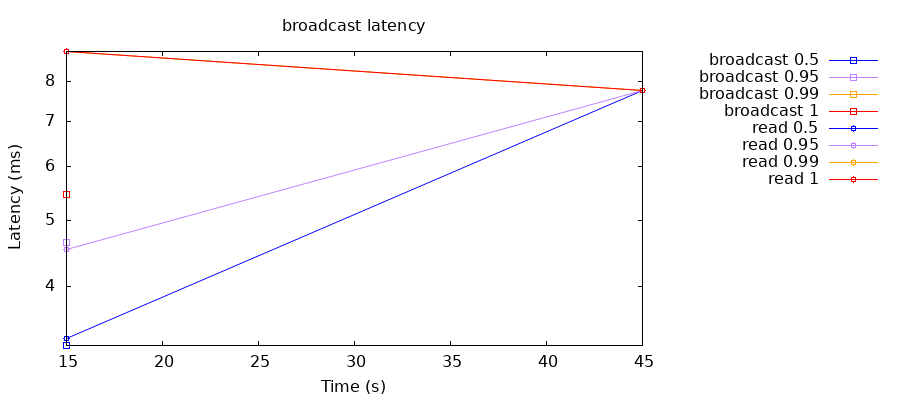 broadcast latency
broadcast 0.5
broadcast 0.95
broadcast 0.99
broadcast 1
read 0.5
read 0.95
read 0.99
read 1
Latency (ms)
8
7
6
5
4
15 20 25 30 35 40 45
Time (s)